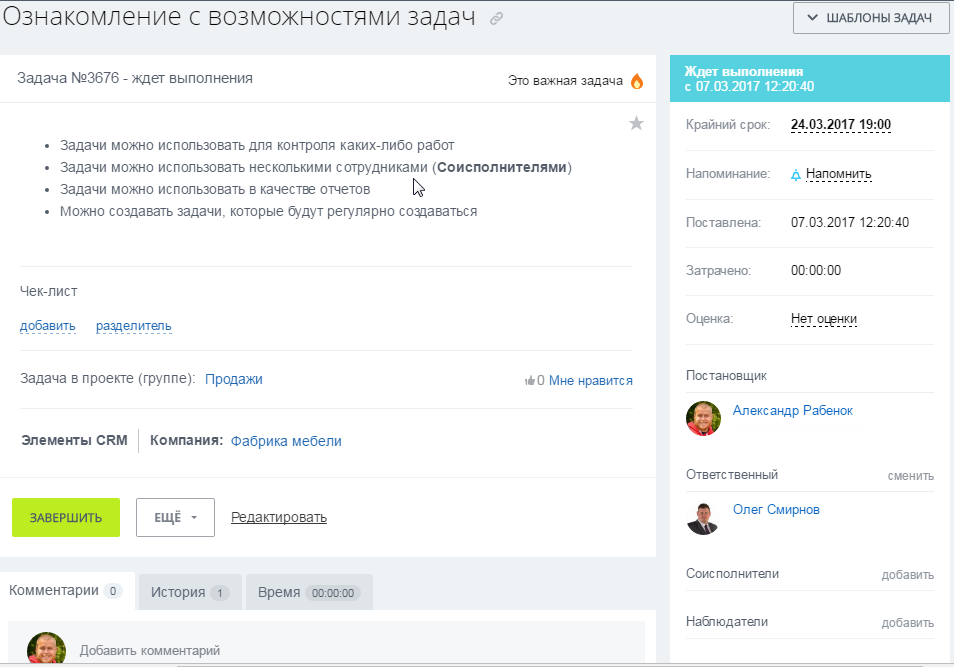 Ознакомление с возможностями задач
ШАБЛОНЫ ЗАДАЧ
Задача №3676 - ждет выполнения
Это важная задача
Задачи можно использовать для контроля каких-либо работ
Задачи можно использовать несколькими сотрудниками (Соисполнителями)
Задачи можно использовать в качестве отчетов
Можно создавать задачи, которые будут регулярно создаваться
Чек-лист
добавить разделитель
Задача в проекте (группе): Продажи
0 Мне нравится
Элементы CRM Компания: Фабрика мебели
ЗАВЕРШИТЬ ЕЩЁ Редактировать
Комментарии 0 История 1 Время 00:00:00
Добавить комментарий
Ждет выполнения
с 07.03.2017 12:20:40
Крайний срок: 24.03.2017 19:00
Напоминание: Напомнить
Поставлена: 07.03.2017 12:20:40
Затрачено: 00:00:00
Оценка: Нет оценки
Постановщик
Александр Рабенок
Ответственный сменить
Олег Смирнов
Соисполнители добавить
Наблюдатели добавить